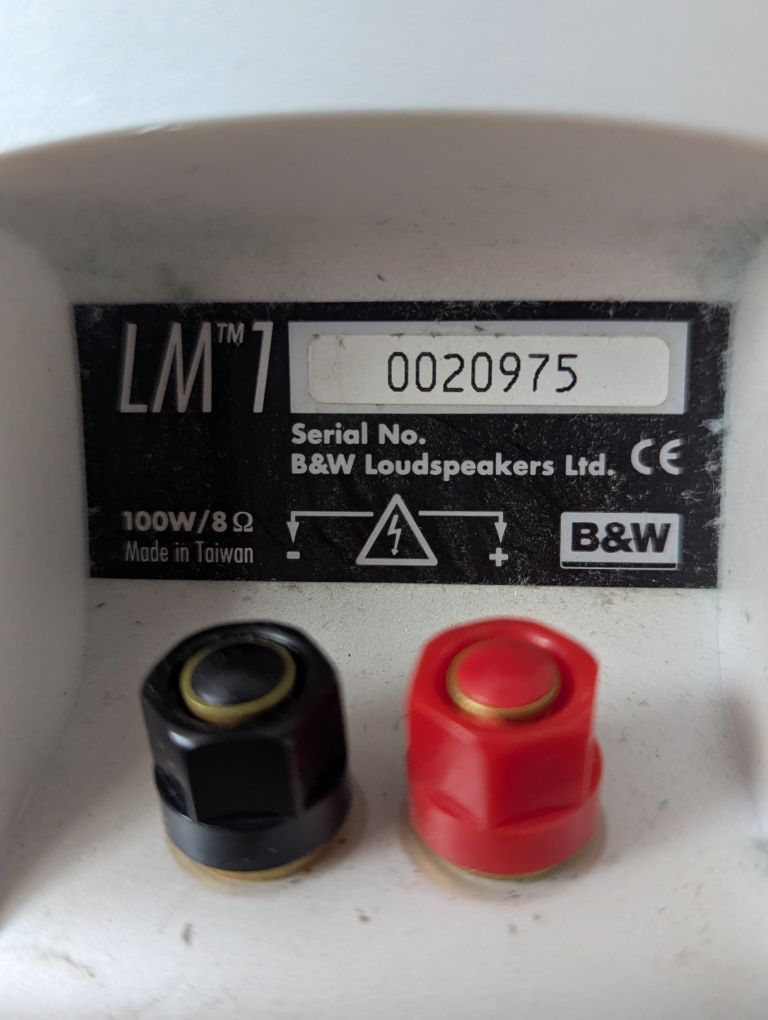 LM™1
0020975
Serial No.
B&W Loudspeakers Ltd. CE
100W/8Ω
Made in Taiwan
- +
B&W